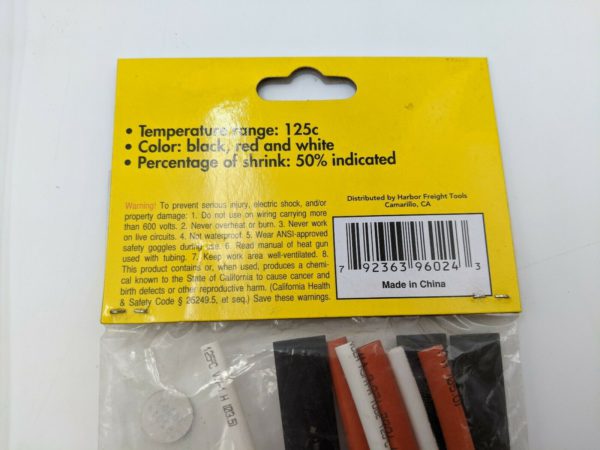 • Temperature range: 125c
• Color: black, red and white
• Percentage of shrink: 50% indicated
Warning! To prevent serious injury, electric shock, and/or
property damage: 1. Do not use on wiring carrying more
than 600 volts. 2. Never overheat or burn. 3. Never work
on live circuits. 4. Not waterproof. 5. Wear ANSI-approved
safety goggles during use. 6. Read manual of heat gun
used with tubing. 7. Keep work area well-ventilated. 8.
This product contains or, when used, produces a chemi-
cal known to the State of California to cause cancer and
birth defects or other reproductive harm. (California Health
& Safety Code § 25249.5, et seq.) Save these warnings.
Distributed by Harbor Freight Tools
Camarillo, CA
7 92363 96024 3
Made in China
125°C